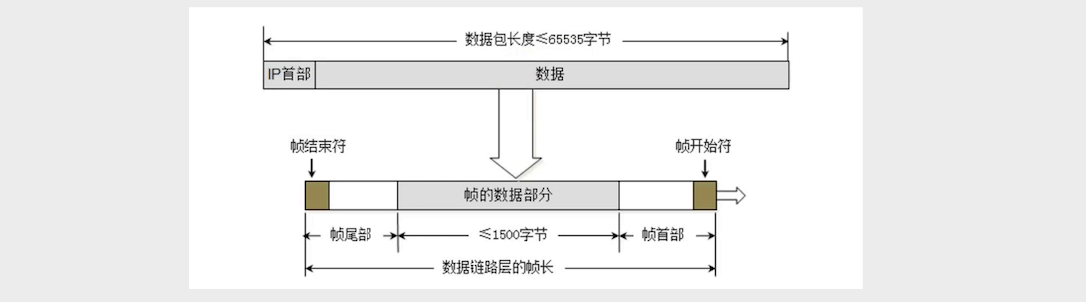 数据包长度≤65535字节
IP首部 数据
帧结束符 帧开始符
帧的数据部分
帧尾部 ≤1500字节 帧首部
数据链路层的帧长